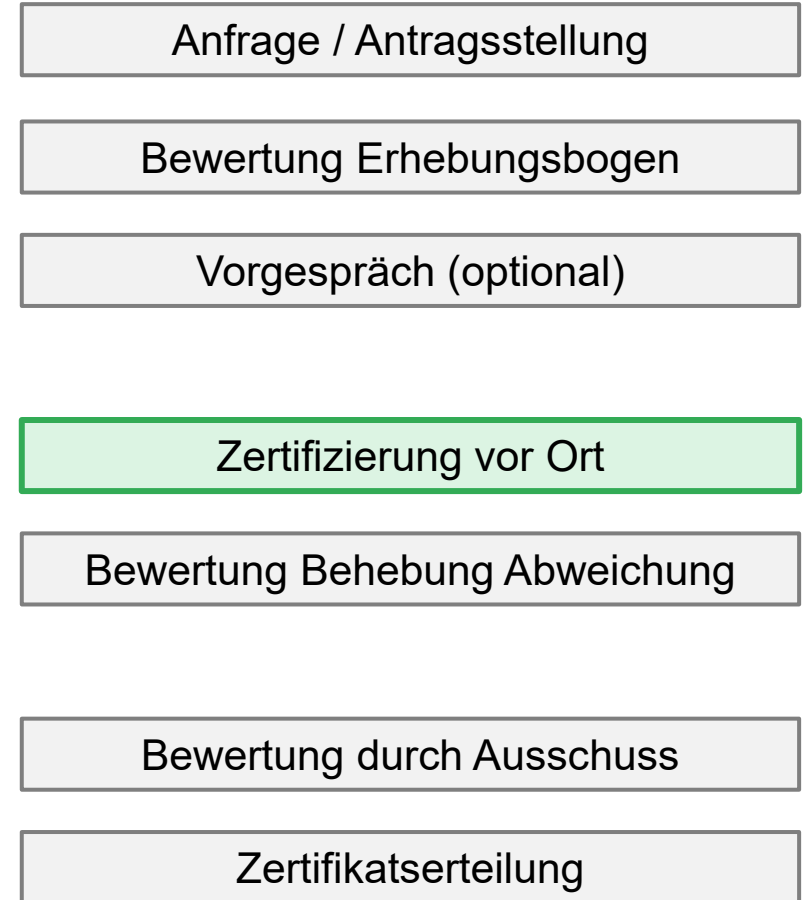 Anfrage / Antragsstellung
Bewertung Erhebungsbogen
Vorgespräch (optional)
Zertifizierung vor Ort
Bewertung Behebung Abweichung
Bewertung durch Ausschuss
Zertifikatserteilung